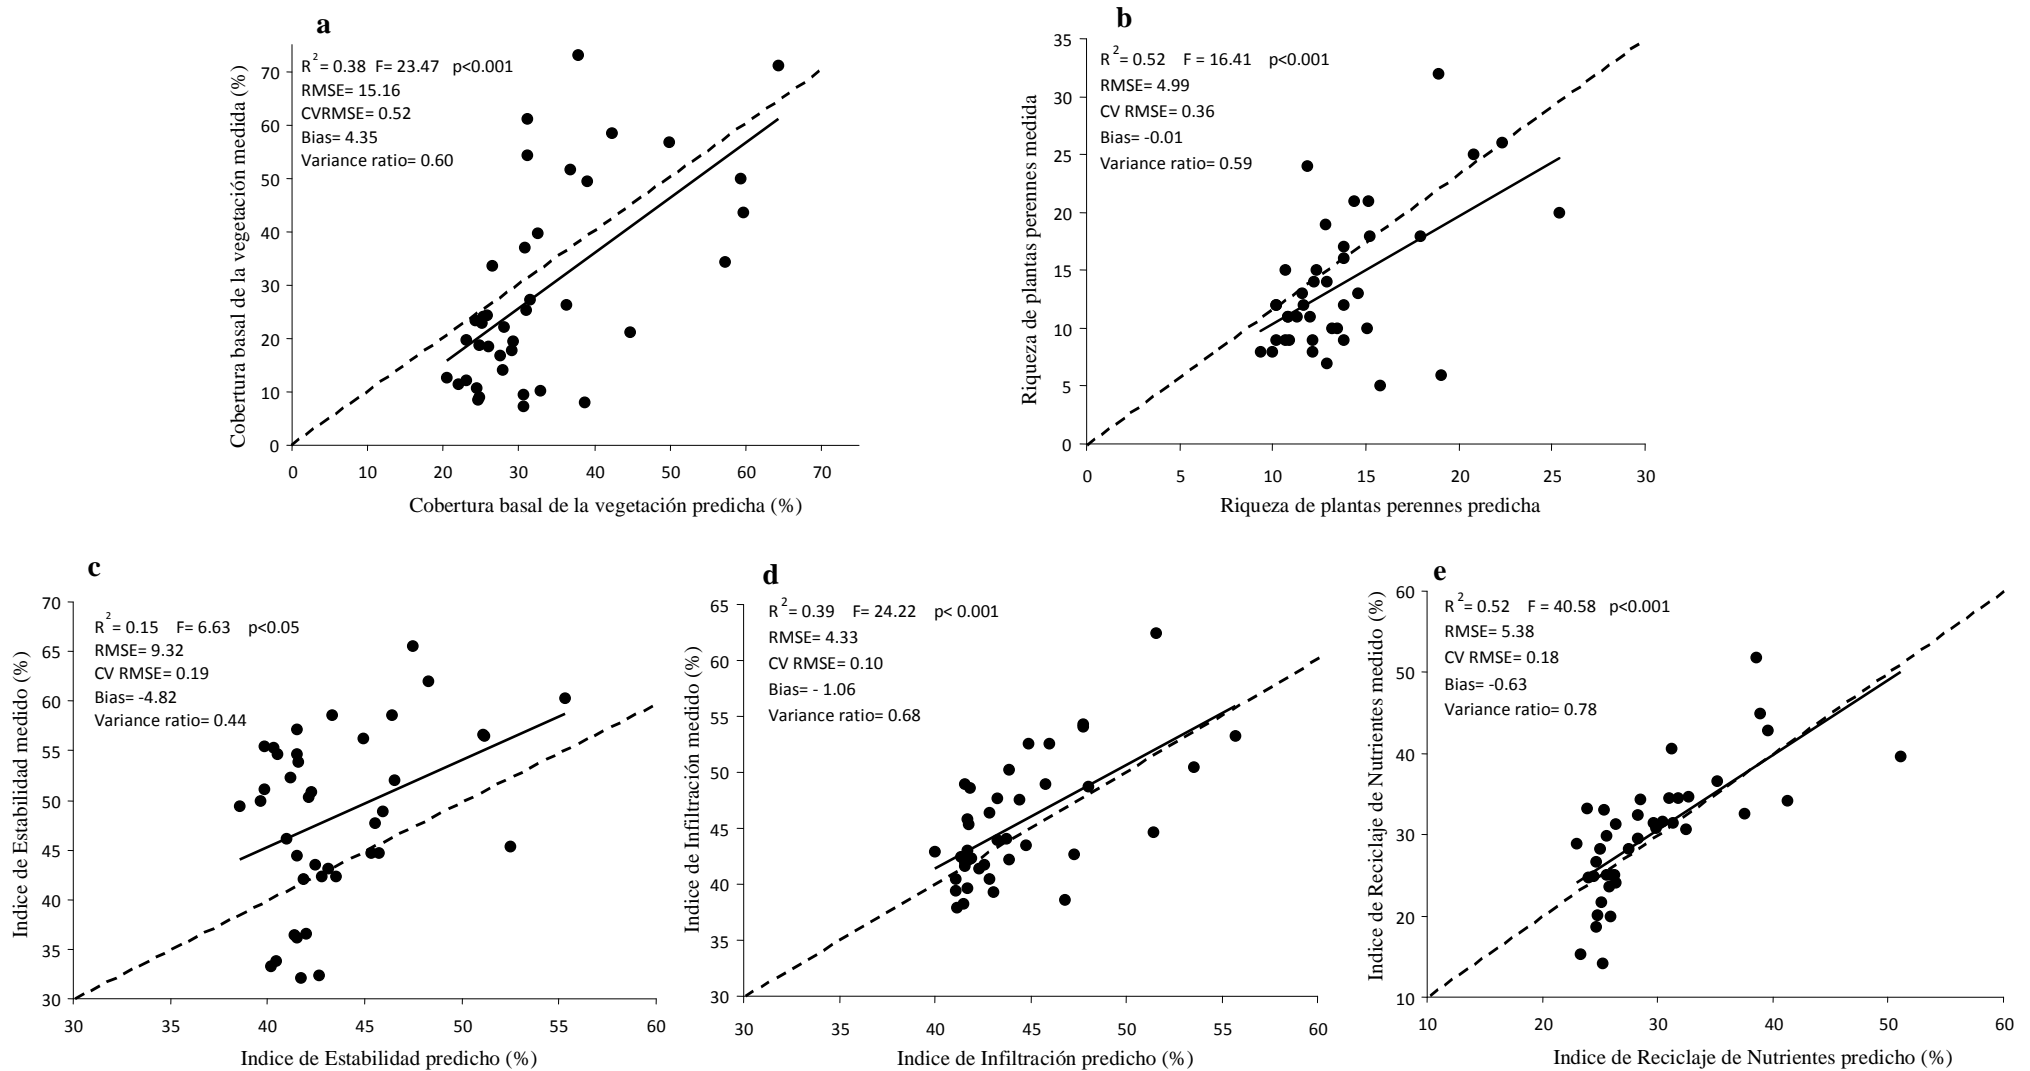 a
R² = 0.38 F= 23.47 p<0.001
RMSE= 15.16
CVRMSE= 0.52
Bias= 4.35
Variance ratio= 0.60
Cobertura basal de la vegetación medida (%)
70
60
50
40
30
20
10
0
0 10 20 30 40 50 60 70
Cobertura basal de la vegetación predicha (%)
b
R² = 0.52 F = 16.41 p<0.001
RMSE= 4.99
CV RMSE= 0.36
Bias= -0.01
Variance ratio= 0.59
Riqueza de plantas perennes medida
35
30
25
20
15
10
5
0
0 5 10 15 20 25 30
Riqueza de plantas perennes predicha
c
R² = 0.15 F= 6.63 p<0.05
RMSE= 9.32
CV RMSE= 0.19
Bias= -4.82
Variance ratio= 0.44
Indice de Estabilidad medido (%)
70
65
60
55
50
45
40
35
30
30 35 40 45 50 55 60
Indice de Estabilidad predicho (%)
d
R² = 0.39 F= 24.22 p< 0.001
RMSE= 4.33
CV RMSE= 0.10
Bias= - 1.06
Variance ratio= 0.68
Indice de Infiltración medido (%)
65
60
55
50
45
40
35
30
30 35 40 45 50 55 60
Indice de Infiltración predicho (%)
e
R² = 0.52 F = 40.58 p<0.001
RMSE= 5.38
CV RMSE= 0.18
Bias= -0.63
Variance ratio= 0.78
Indice de Reciclaje de Nutrientes medido (%)
60
50
40
30
20
10
10 20 30 40 50 60
Indice de Reciclaje de Nutrientes predicho (%)